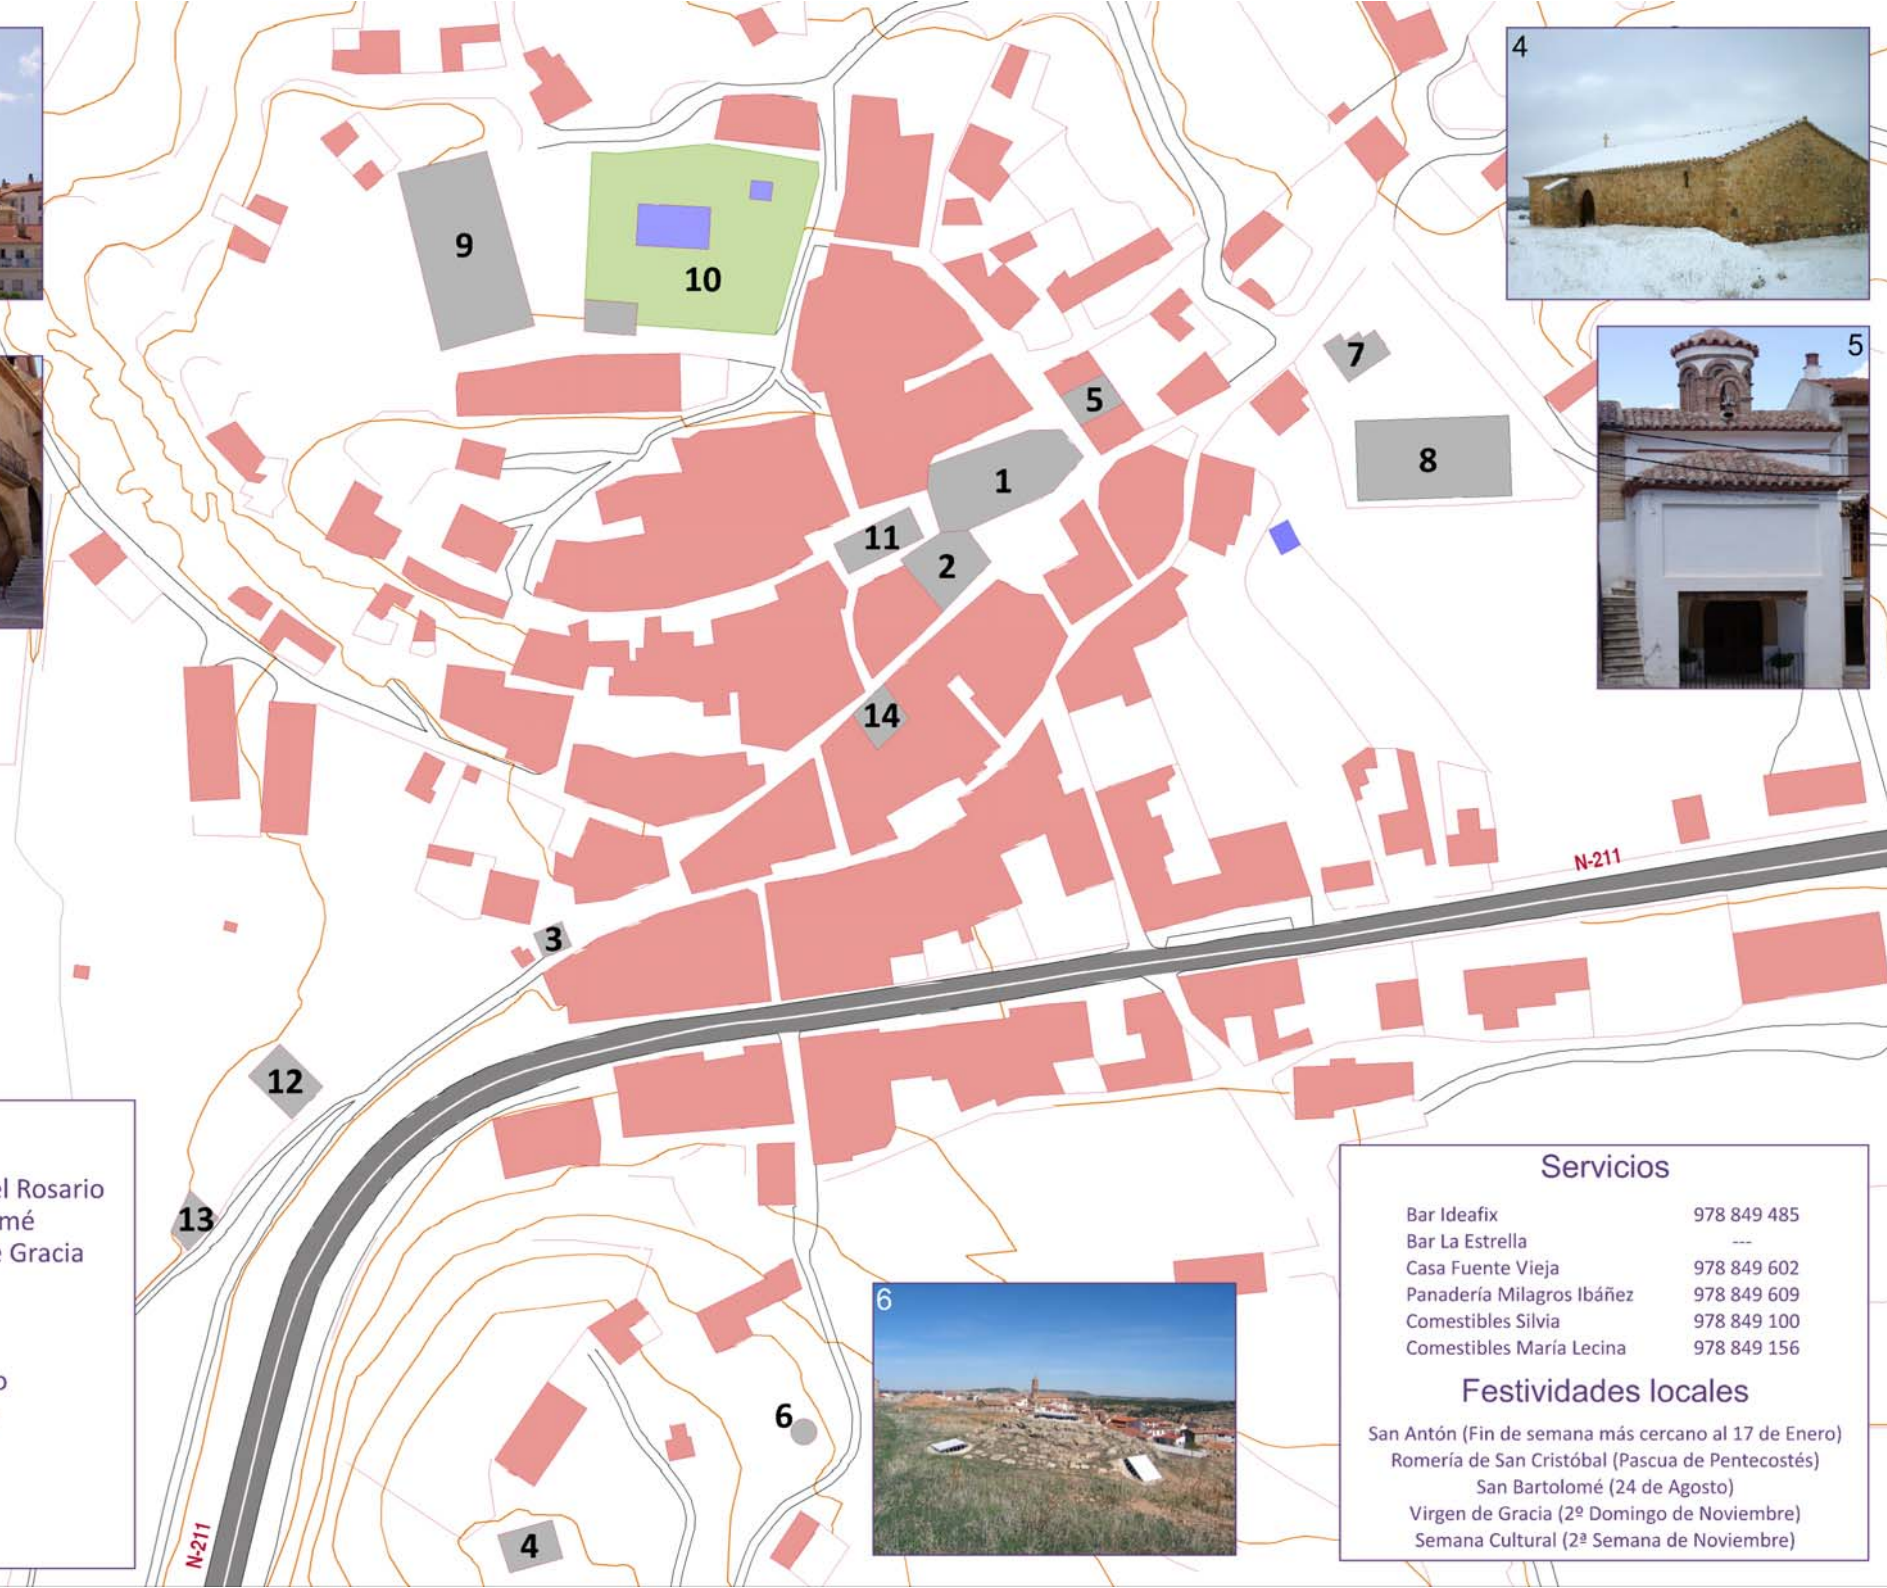 4
5
9
10
7
5
8
1
11
2
14
N-211
3
12
13
6
4
N-211
6
el Rosario
mé
e Gracia
o
Servicios
Bar Ideafix 978 849 485
Bar La Estrella ---
Casa Fuente Vieja 978 849 602
Panadería Milagros Ibáñez 978 849 609
Comestibles Silvia 978 849 100
Comestibles María Lecina 978 849 156
Festividades locales
San Antón (Fin de semana más cercano al 17 de Enero)
Romería de San Cristóbal (Pascua de Pentecostés)
San Bartolomé (24 de Agosto)
Virgen de Gracia (2º Domingo de Noviembre)
Semana Cultural (2ª Semana de Noviembre)